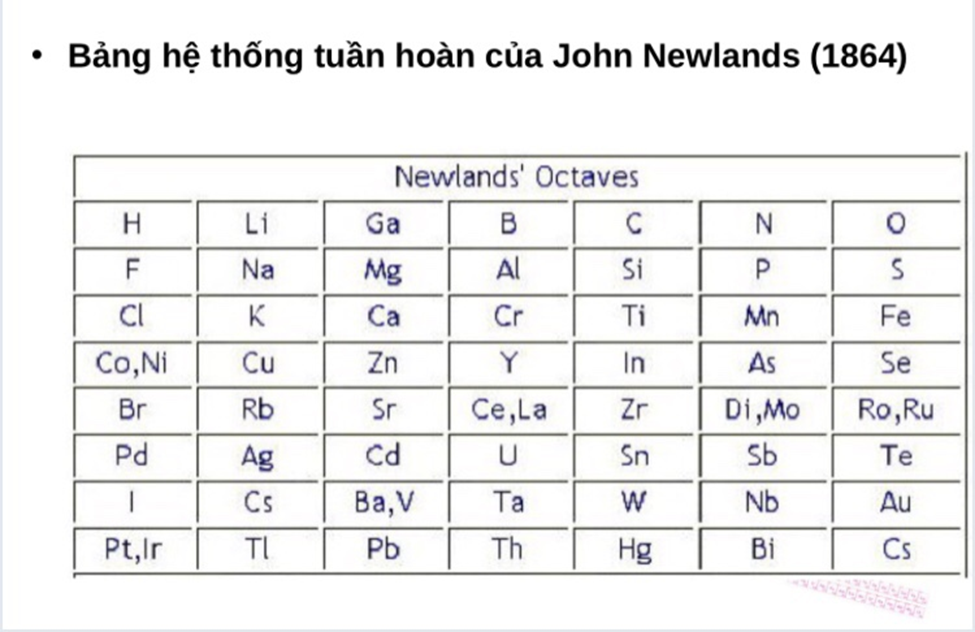 • Bảng hệ thống tuần hoàn của John Newlands (1864)
Newlands' Octaves
H Li Ga B C N O
F Na Mg Al Si P S
Cl K Ca Cr Ti Mn Fe
Co,Ni Cu Zn Y In As Se
Br Rb Sr Ce,La Zr Di,Mo Ro,Ru
Pd Ag Cd U Sn Sb Te
I Cs Ba,V Ta W Nb Au
Pt,Ir Tl Pb Th Hg Bi Cs